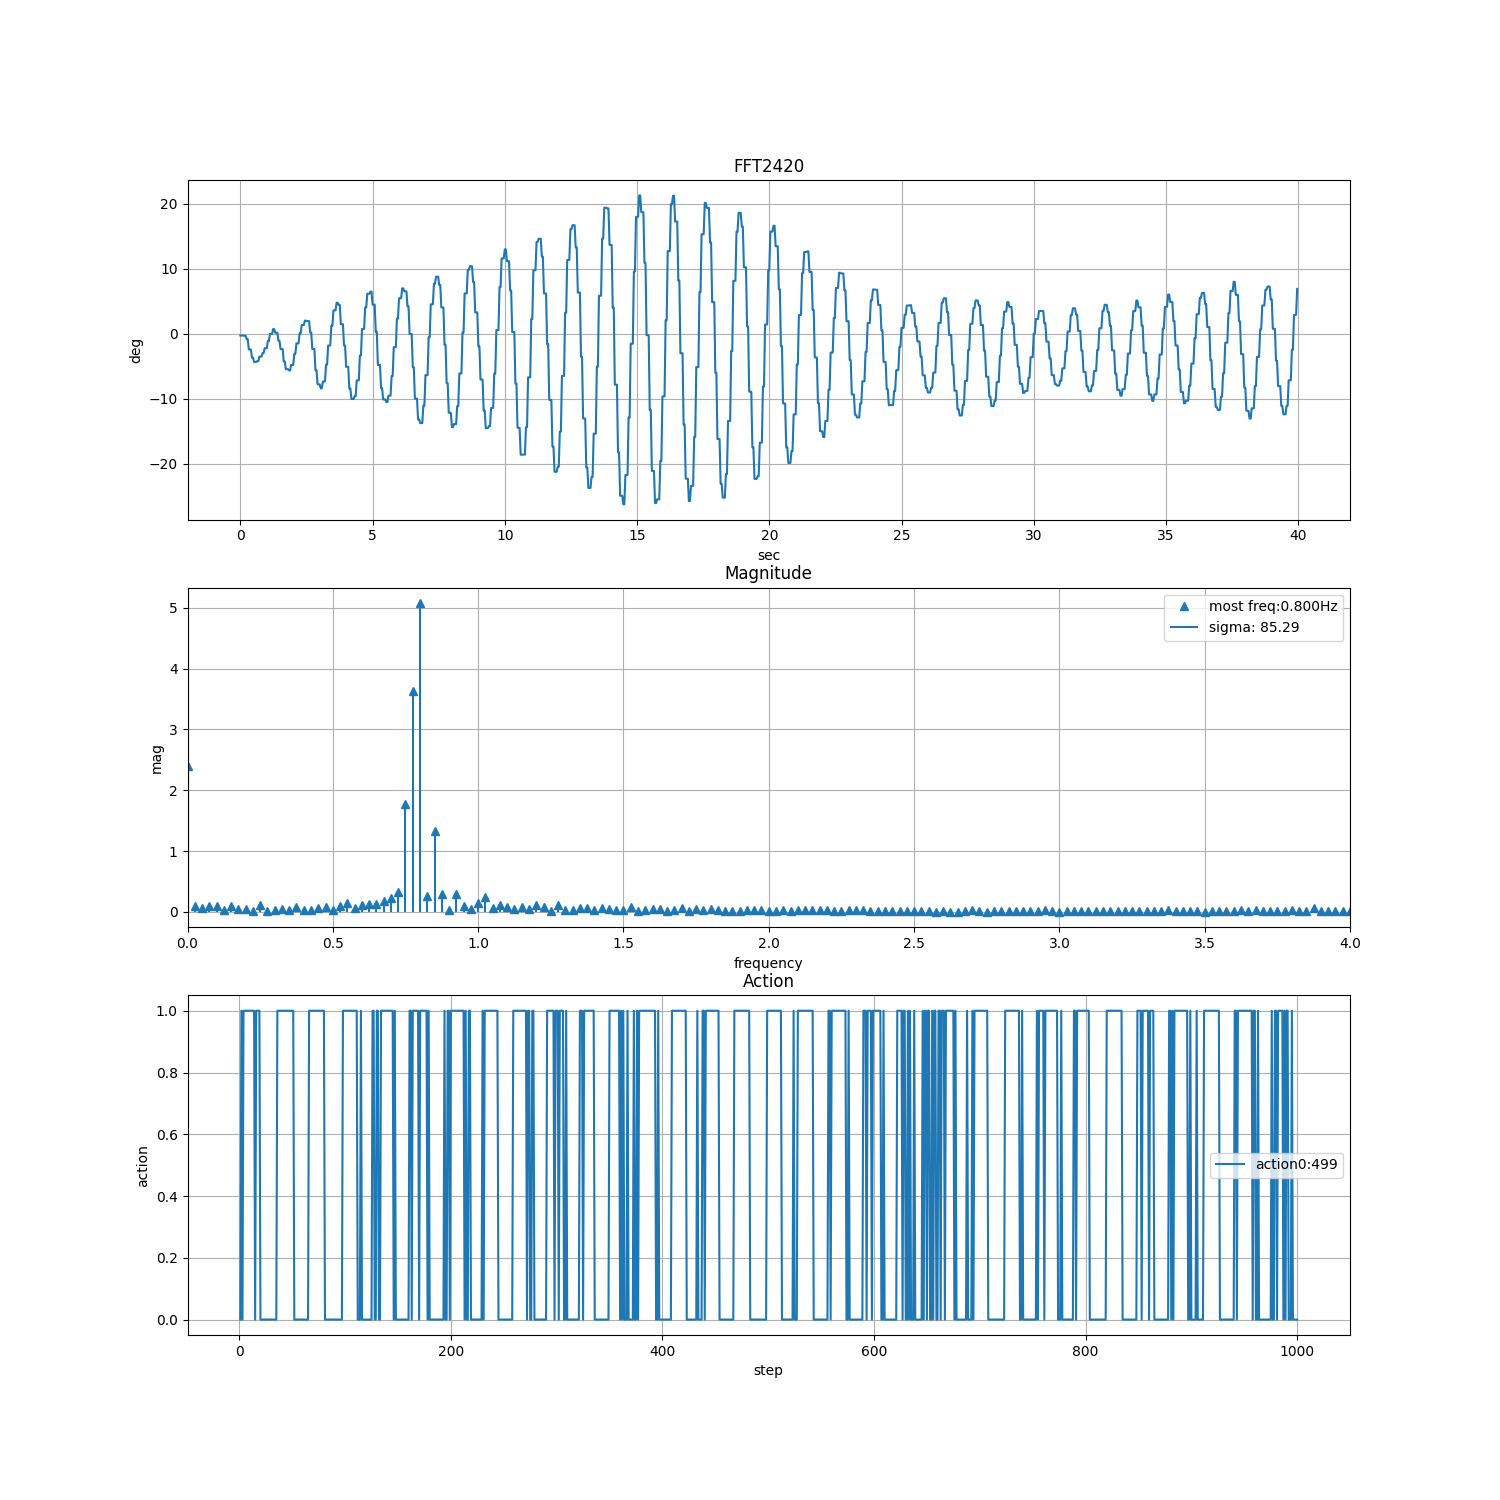 FFT2420
20
10
0
−10
−20
deg
0 5 10 15 20 25 30 35 40
sec
Magnitude
most freq:0.800Hz
sigma: 85.29
5
4
3
2
1
0
mag
0.0 0.5 1.0 1.5 2.0 2.5 3.0 3.5 4.0
frequency
Action
1.0
0.8
0.6
0.4
0.2
0.0
action
action0:499
0 200 400 600 800 1000
step